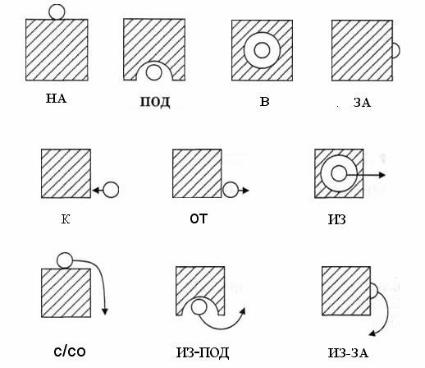 НА ПОД В . ЗА
К ОТ ИЗ
с/со ИЗ-ПОД ИЗ-ЗА